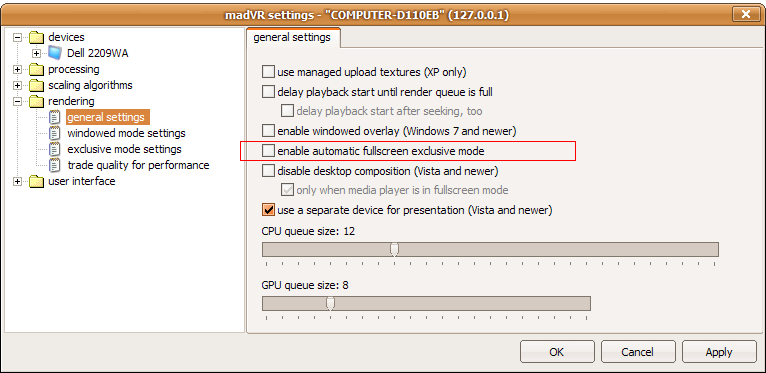 madVR settings - "COMPUTER-D110EB" (127.0.0.1)
devices
Dell 2209WA
processing
scaling algorithms
rendering
general settings
windowed mode settings
exclusive mode settings
trade quality for performance
user interface
general settings
use managed upload textures (XP only)
delay playback start until render queue is full
delay playback start after seeking, too
enable windowed overlay (Windows 7 and newer)
enable automatic fullscreen exclusive mode
disable desktop composition (Vista and newer)
only when media player is in fullscreen mode
use a separate device for presentation (Vista and newer)
CPU queue size: 12
GPU queue size: 8
OK
Cancel
Apply